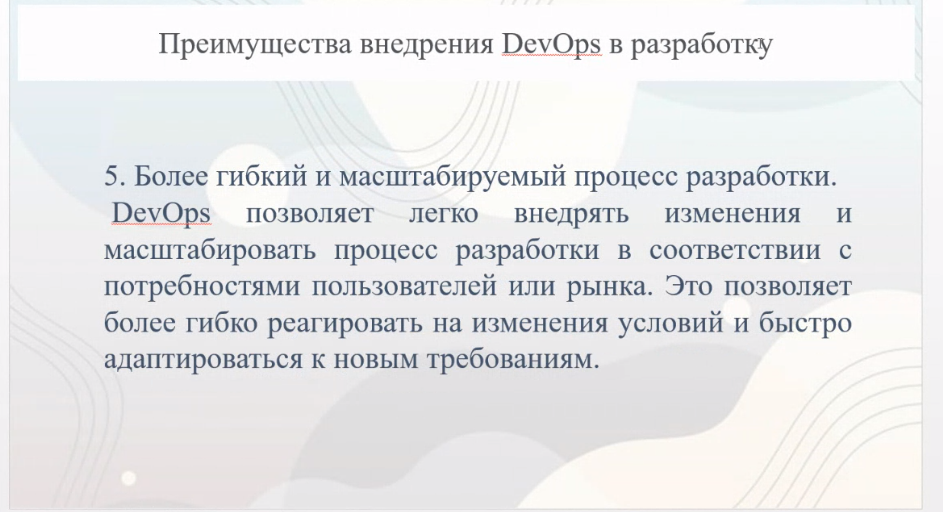 Преимущества внедрения DevOps в разработку
5. Более гибкий и масштабируемый процесс разработки.
DevOps позволяет легко внедрять изменения и
масштабировать процесс разработки в соответствии с
потребностями пользователей или рынка. Это позволяет
более гибко реагировать на изменения условий и быстро
адаптироваться к новым требованиям.